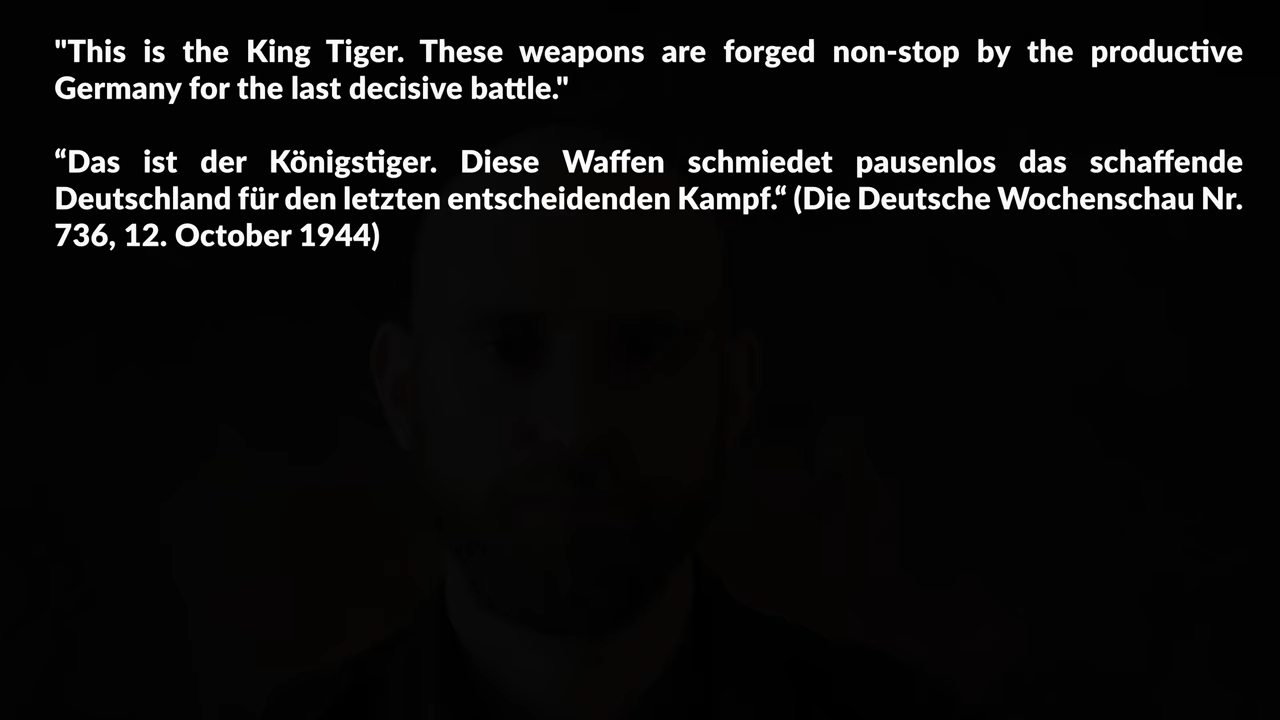 "This is the King Tiger. These weapons are forged non-stop by the productive
Germany for the last decisive battle."
“Das ist der Königstiger. Diese Waffen schmiedet pausenlos das schaffende
Deutschland für den letzten entscheidenden Kampf.“ (Die Deutsche Wochenschau Nr.
736, 12. October 1944)